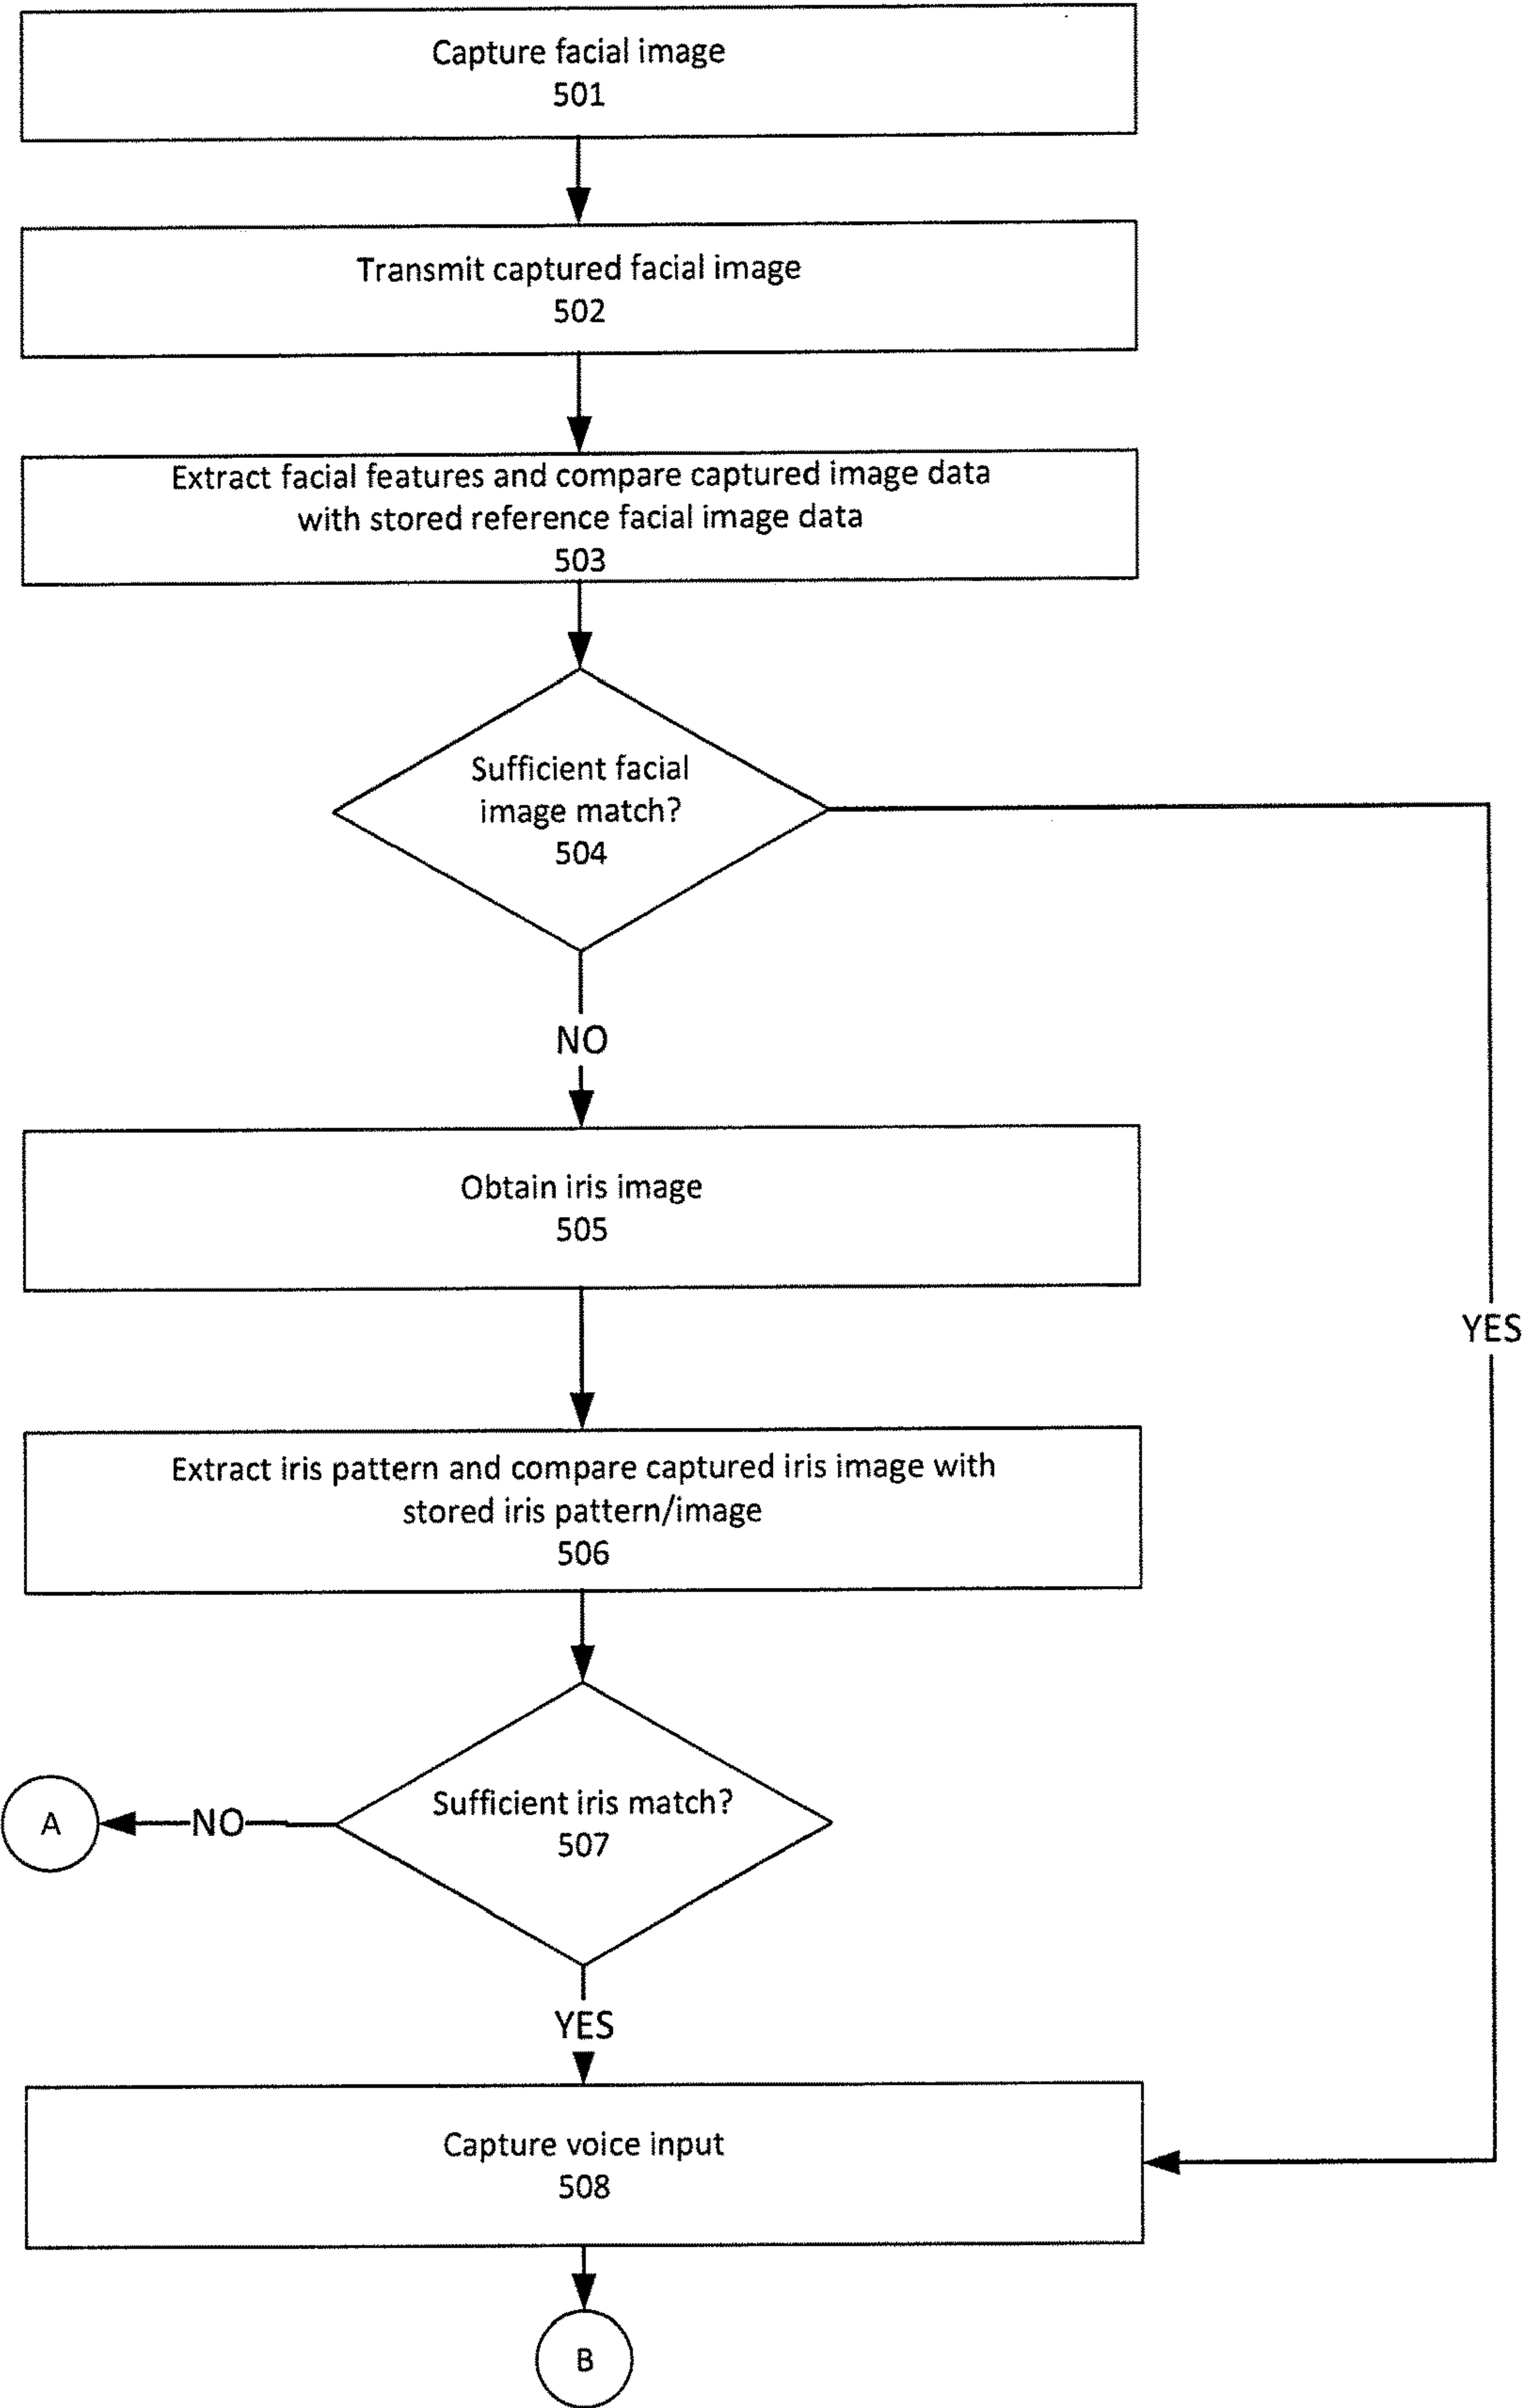 Capture facial image
501
Transmit captured facial image
502
Extract facial features and compare captured image data
with stored reference facial image data
503
Sufficient facial
image match?
504
NO
Obtain iris image
505
YES
Extract iris pattern and compare captured iris image with
stored iris pattern/image
506
Sufficient iris match?
507
NO
A
YES
Capture voice input
508
B